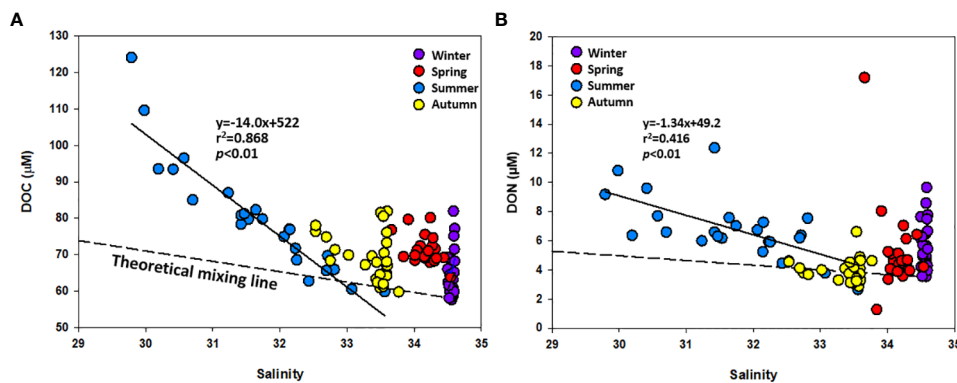 A
130
120
110
100
90
80
70
60
50
DOC (µM)
29 30 31 32 33 34 35
Salinity
Winter
Spring
Summer
Autumn
y=-14.0x+522
r²=0.868
p<0.01
Theoretical mixing line
B
20
18
16
14
12
10
8
6
4
2
0
DON (µM)
29 30 31 32 33 34 35
Salinity
Winter
Spring
Summer
Autumn
y=-1.34x+49.2
r²=0.416
p<0.01